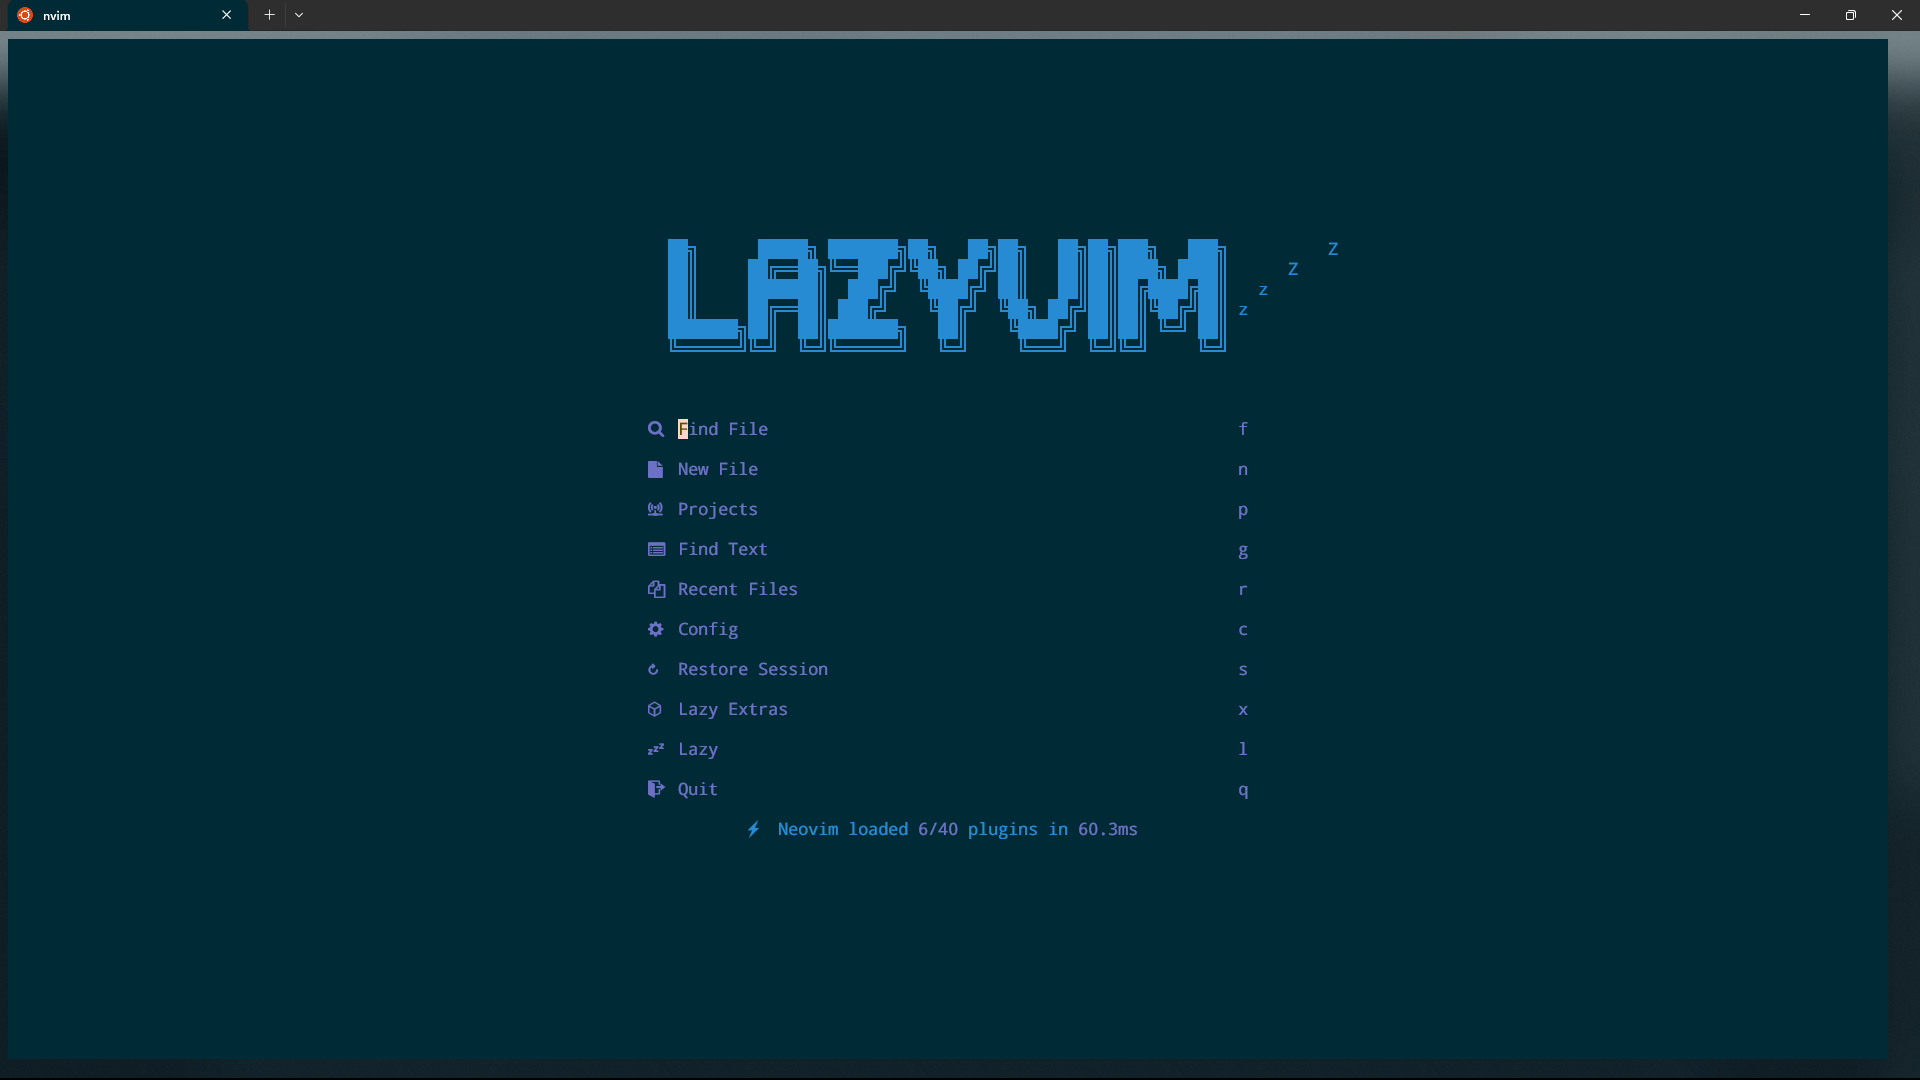 nvim
LAZYVIM
Z
Z
z
z
Find File f
New File n
Projects p
Find Text g
Recent Files r
Config c
Restore Session s
Lazy Extras x
zzz Lazy l
Quit q
Neovim loaded 6/40 plugins in 60.3ms